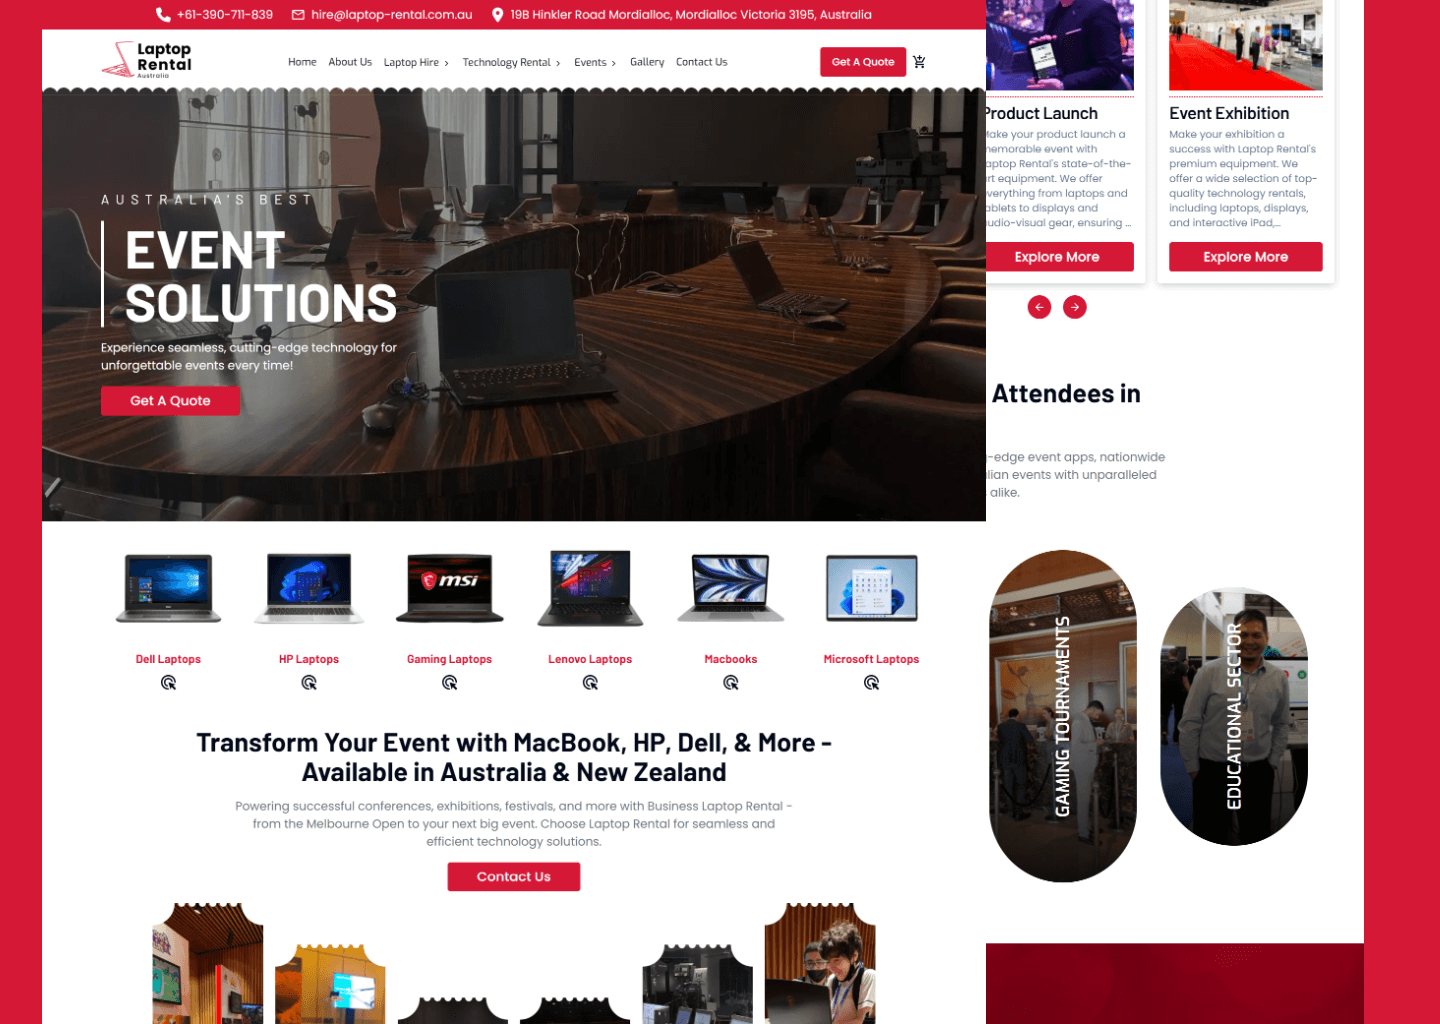 +61-390-711-839
hire@laptop-rental.com.au
19B Hinkler Road Mordialloc, Mordialloc Victoria 3195, Australia
Laptop
Rental
Australia
Home
About Us
Laptop Hire
Technology Rental
Events
Gallery
Contact Us
Get A Quote
AUSTRALIA'S BEST
EVENT
SOLUTIONS
Experience seamless, cutting-edge technology for
unforgettable events every time!
Get A Quote
msi
Dell Laptops
HP Laptops
Gaming Laptops
Lenovo Laptops
Macbooks
Microsoft Laptops
Transform Your Event with MacBook, HP, Dell, & More -
Available in Australia & New Zealand
Powering successful conferences, exhibitions, festivals, and more with Business Laptop Rental -
from the Melbourne Open to your next big event. Choose Laptop Rental for seamless and
efficient technology solutions.
Contact Us
Product Launch
Make your product launch a
memorable event with
Laptop Rental's state-of-the-
art equipment. We offer
everything from laptops and
tablets to displays and
audio-visual gear, ensuring ...
Explore More
Event Exhibition
Make your exhibition a
success with Laptop Rental's
premium equipment. We
offer a wide selection of top-
quality technology rentals,
including laptops, displays,
and interactive iPad,...
Explore More
Attendees in
-edge event apps, nationwide
lian events with unparalleled
alike.
GAMING TOURNAMENTS
EDUCATIONAL SECTOR